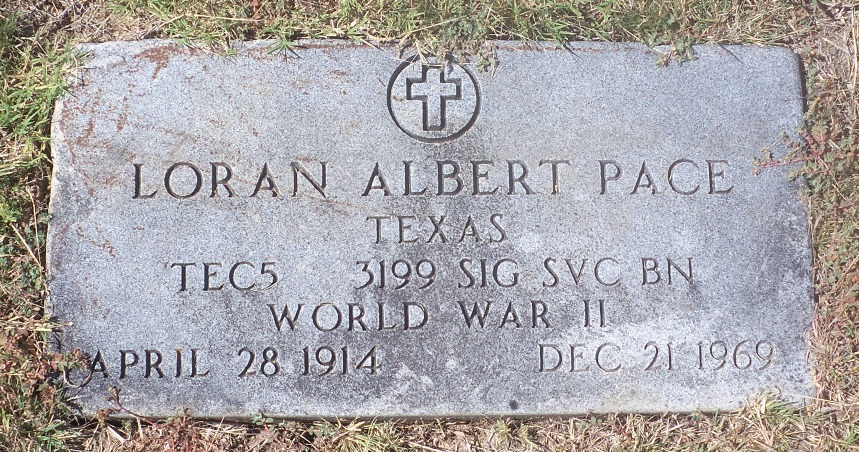 LORAN ALBERT PACE
TEXAS
TEC5 3199 SIG SVC BN
WORLD WAR II
APRIL 28 1914 DEC 21 1969